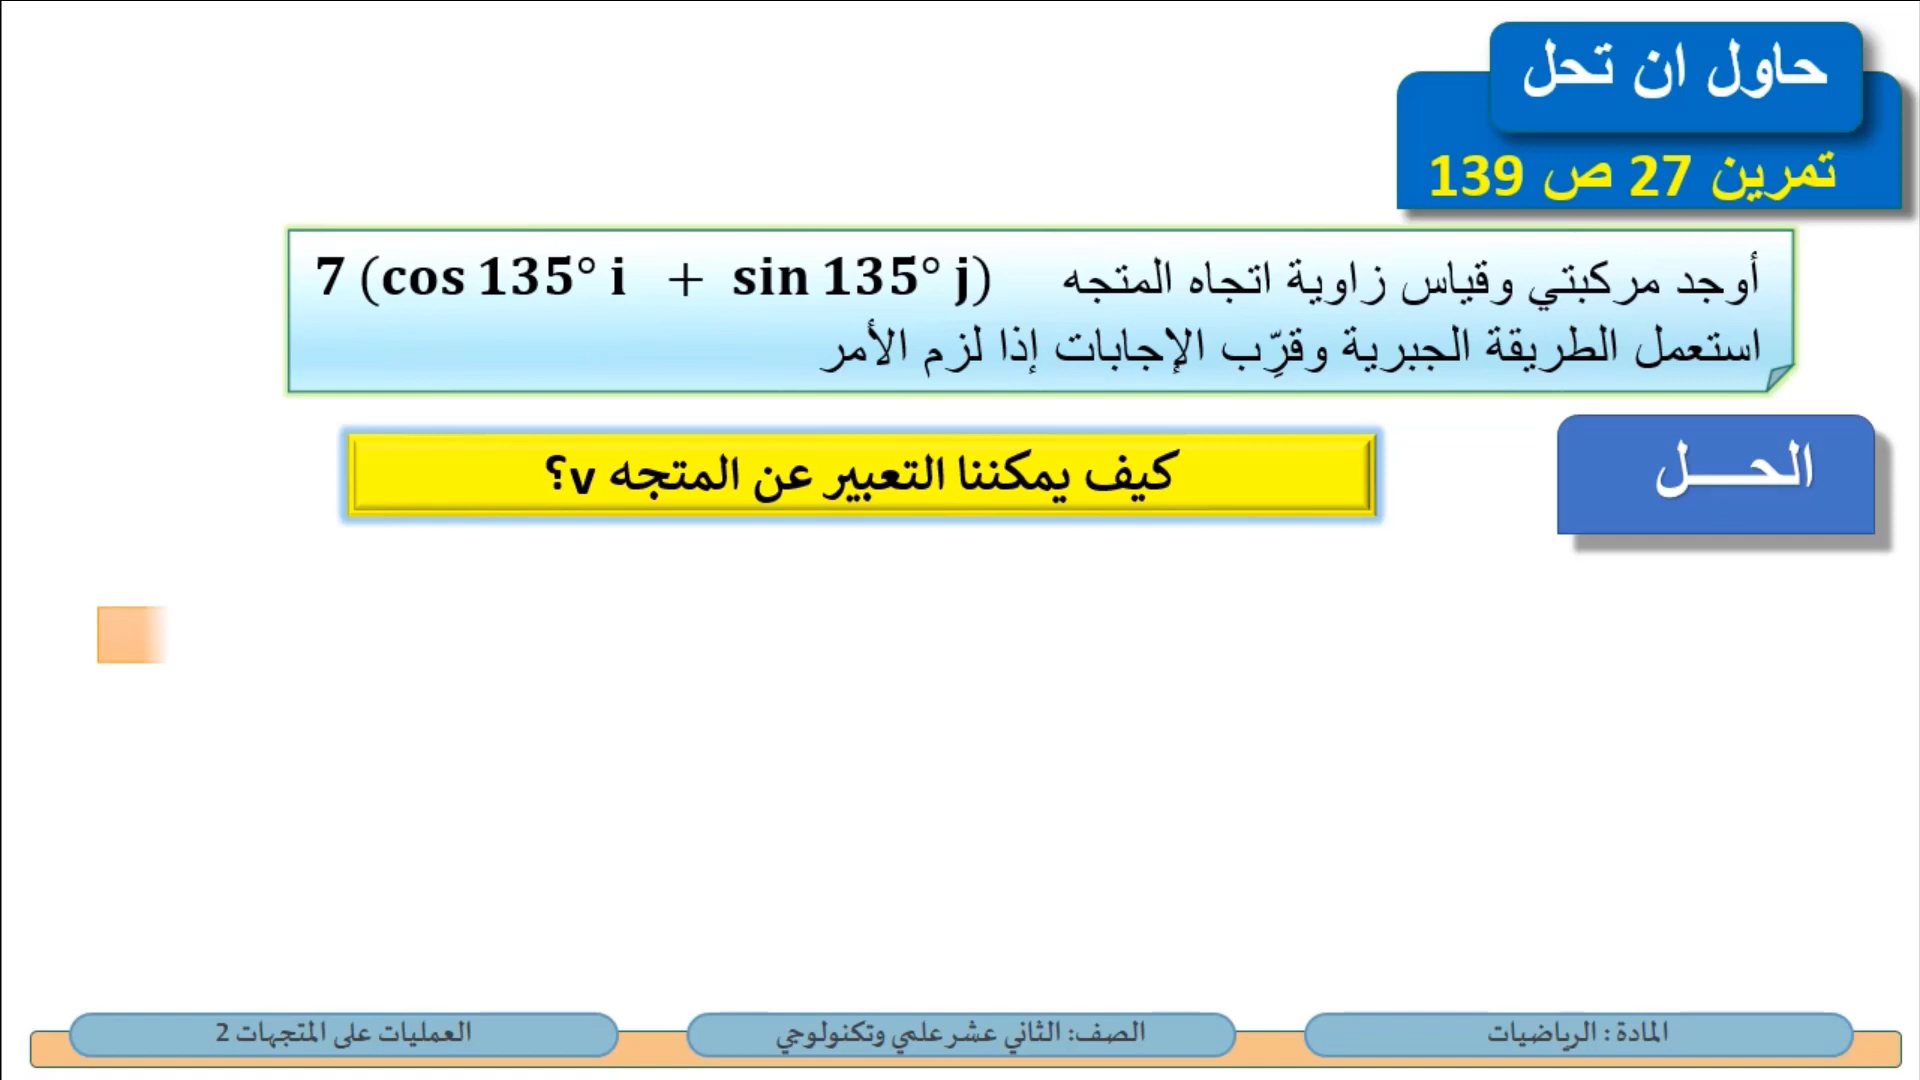 حاول ان تحل
تمرين 27 ص 139
أوجد مركبتي وقياس زاوية اتجاه المتجه 7 (cos 135° i + sin 135° j)
استعمل الطريقة الجبرية وقرِّب الإجابات إذا لزم الأمر
الحـــل
كيف يمكننا التعبير عن المتجه v؟
المادة : الرياضيات
الصف: الثاني عشر علمي وتكنولوجي
العمليات على المتجهات 2